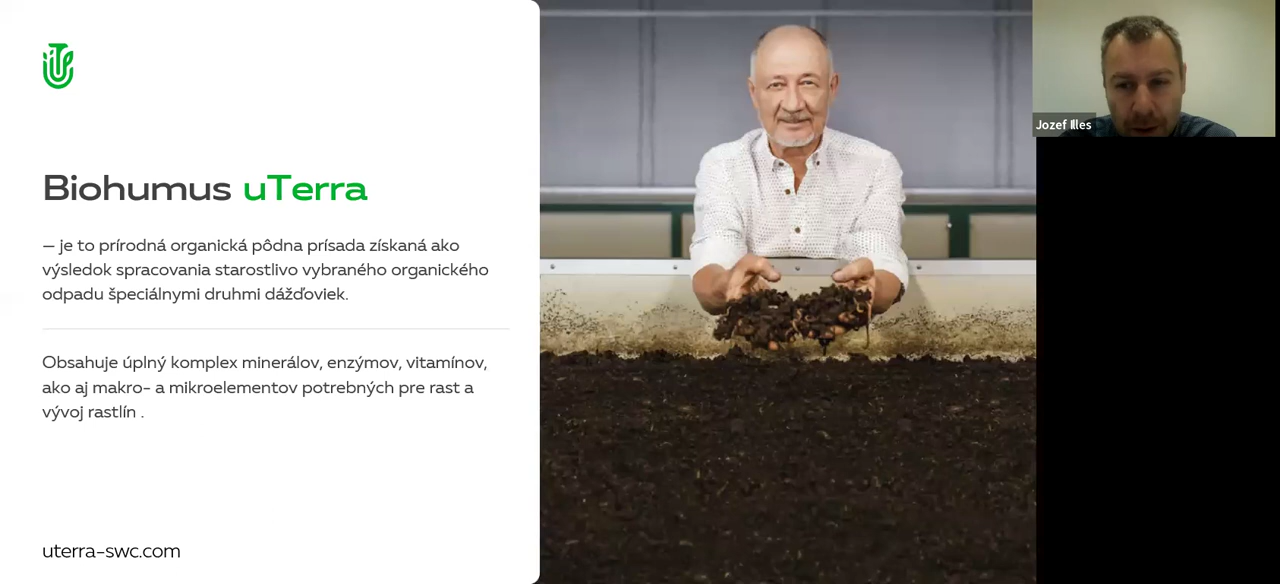 Biohumus uTerra
– je to prírodná organická pôdna prísada získaná ako
výsledok spracovania starostlivo vybraného organického
odpadu špeciálnymi druhmi dážďoviek.
Obsahuje úplný komplex minerálov, enzýmov, vitamínov,
ako aj makro- a mikroelementov potrebných pre rast a
vývoj rastlín .
uterra-swc.com
Jozef Illes